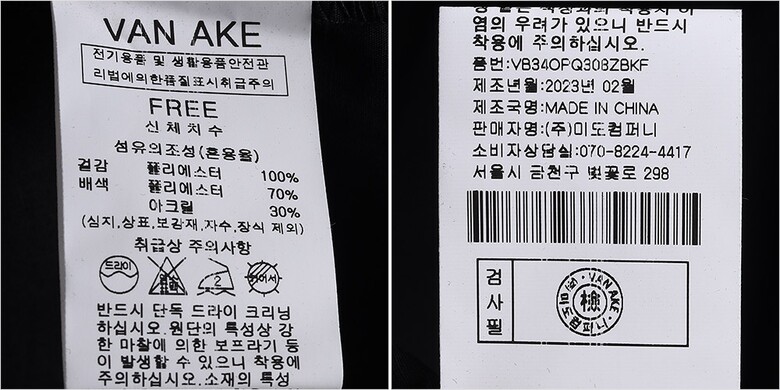 VAN AKE
전기용품 및 생활용품안전관
리법에의한품질표시취급주의
FREE
신체치수
섬유의조성(혼용율)
겉감 폴리에스터 100%
배색 폴리에스터 70%
아크릴 30%
(심지,상표,보강재,자수,장식 제외)
취급상 주의사항
드라이
2
반드시 단독 드라이 크리닝
하십시오.원단의 특성상 강
한 마찰에 의한 보프라기 등
이 발생할 수 있으니 착용에
주의하십시오.소재의 특성
염의 우려가 있으니 반드시
착용에 주의하십시오.
품번:VB34OPQ308ZBKF
제조년월:2023년 02월
제조국명:MADE IN CHINA
판매자명:(주)미도컴퍼니
소비자상담실:070-8224-4417
서울시 금천구 벚꽃로 298
검사필
VAN AKE
檢